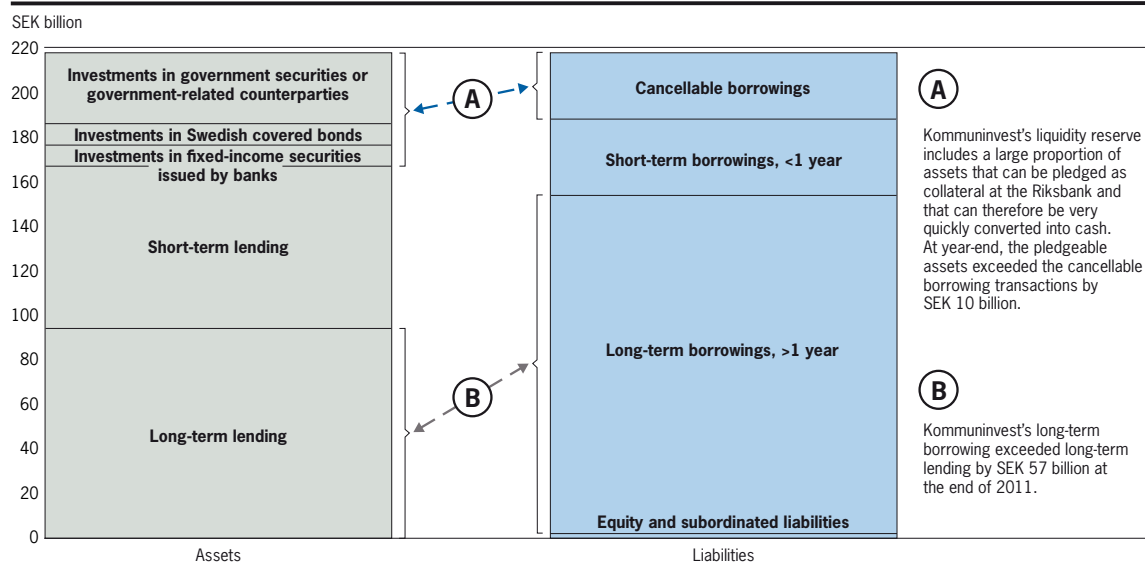 SEK billion
220
200
180
160
140
120
100
80
60
40
20
0
Investments in government securities or
government-related counterparties
Investments in Swedish covered bonds
Investments in fixed-income securities
issued by banks
Short-term lending
Long-term lending
Assets
A
B
Cancellable borrowings
Short-term borrowings, <1 year
Long-term borrowings, >1 year
Equity and subordinated liabilities
Liabilities
A
Kommuninvest's liquidity reserve
includes a large proportion of
assets that can be pledged as
collateral at the Riksbank and
that can therefore be very
quickly converted into cash.
At year-end, the pledgeable
assets exceeded the cancellable
borrowing transactions by
SEK 10 billion.
B
Kommuninvest's long-term
borrowing exceeded long-term
lending by SEK 57 billion at
the end of 2011.